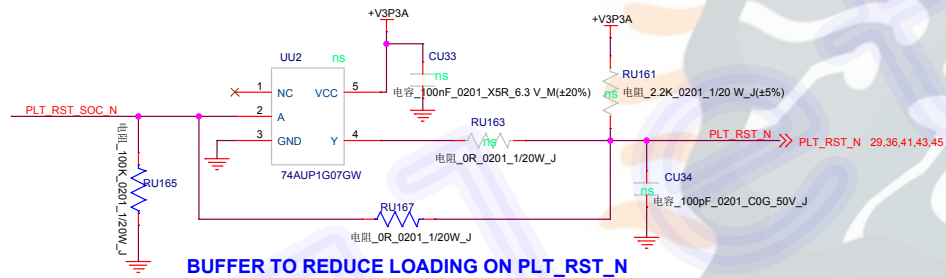 +V3P3A
+V3P3A
UU2
ns
CU33
ns
电容_100nF_0201_X5R_6.3 V_M(±20%)
RU161
电阻_2.2K_0201_1/20 W_J(±5%)
ns
1
NC
VCC
5
PLT_RST_SOC_N
2
A
3
GND
Y
4
74AUP1G07GW
RU163
ns
电阻_0R_0201_1/20W_J
PLT_RST_N
PLT_RST_N 29,36,41,43,45
电阻_100K_0201_1/20W_J
RU165
CU34
ns
电容_100pF_0201_C0G_50V_J
RU167
电阻_0R_0201_1/20W_J
BUFFER TO REDUCE LOADING ON PLT_RST_N